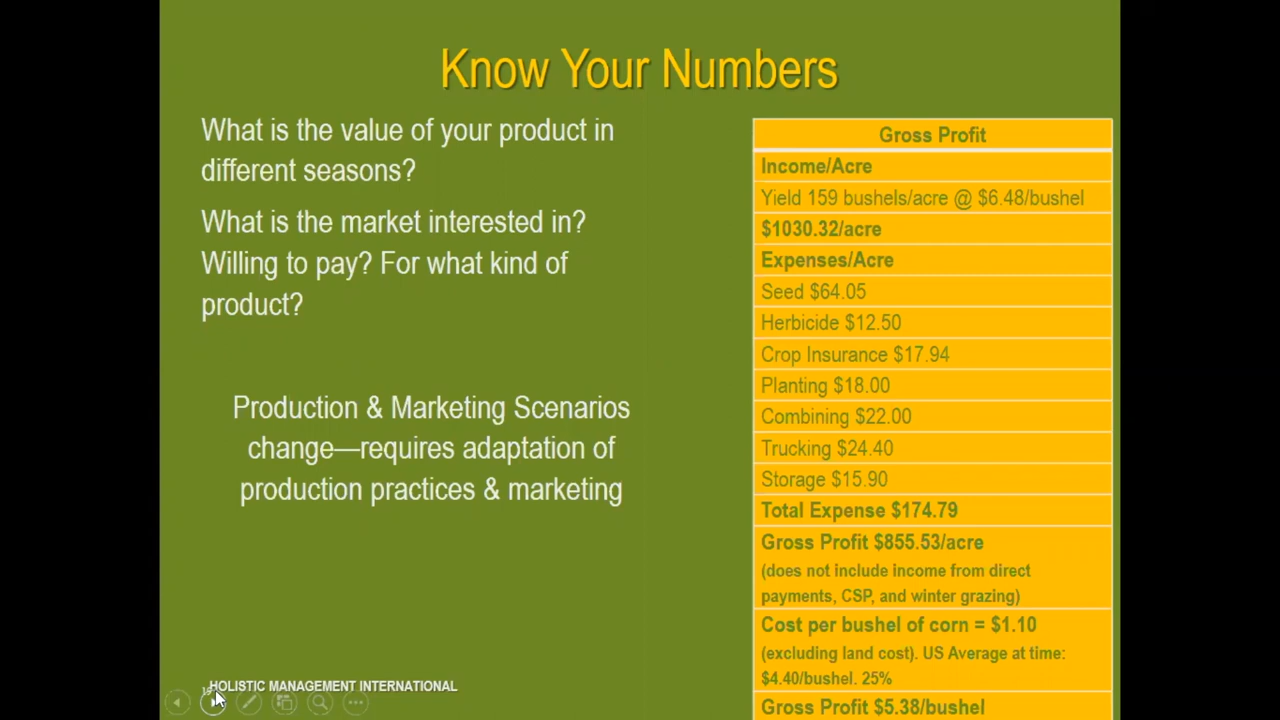 Know Your Numbers
What is the value of your product in
different seasons?
What is the market interested in?
Willing to pay? For what kind of
product?
Production & Marketing Scenarios
change—requires adaptation of
production practices & marketing
Gross Profit
Income/Acre
Yield 159 bushels/acre @ $6.48/bushel
$1030.32/acre
Expenses/Acre
Seed $64.05
Herbicide $12.50
Crop Insurance $17.94
Planting $18.00
Combining $22.00
Trucking $24.40
Storage $15.90
Total Expense $174.79
Gross Profit $855.53/acre
(does not include income from direct
payments, CSP, and winter grazing)
Cost per bushel of corn = $1.10
(excluding land cost). US Average at time:
$4.40/bushel. 25%
Gross Profit $5.38/bushel
HOLISTIC MANAGEMENT INTERNATIONAL